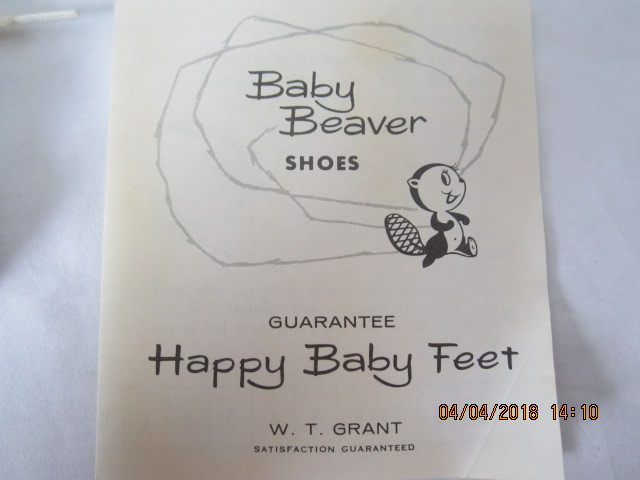 Baby
Beaver
SHOES
GUARANTEE
Happy Baby Feet
W. T. GRANT
SATISFACTION GUARANTEED
04/04/2018 14:10